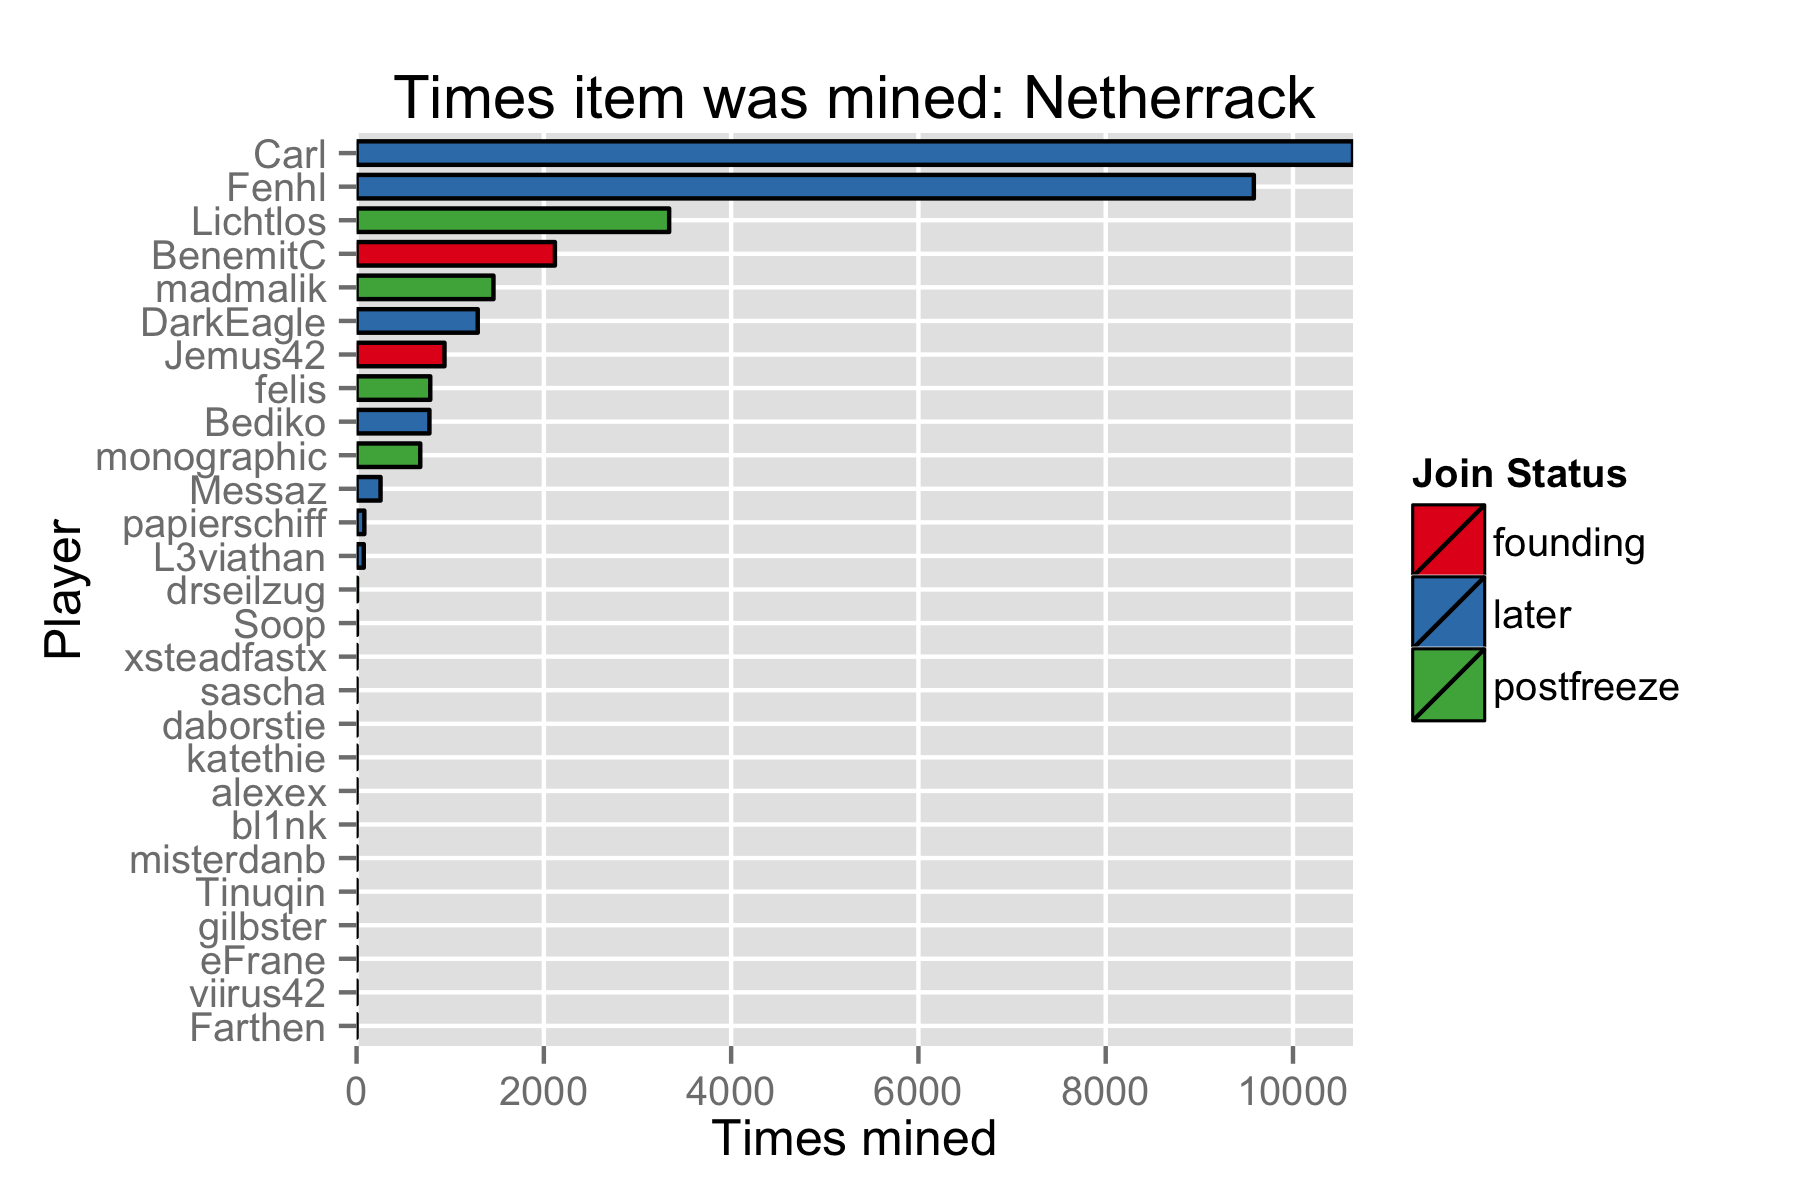 Times item was mined: Netherrack
Carl
Fenhl
Lichtlos
BenemitC
madmalik
DarkEagle
Jemus42
felis
Bediko
monographic
Messaz
papierschiff
L3viathan
drseilzug
Soop
xsteadfastx
sascha
daborstie
katethie
alexex
bl1nk
misterdanb
Tinuqin
gilbster
eFrane
viirus42
Farthen
Player
0 2000 4000 6000 8000 10000
Times mined
Join Status
founding
later
postfreeze